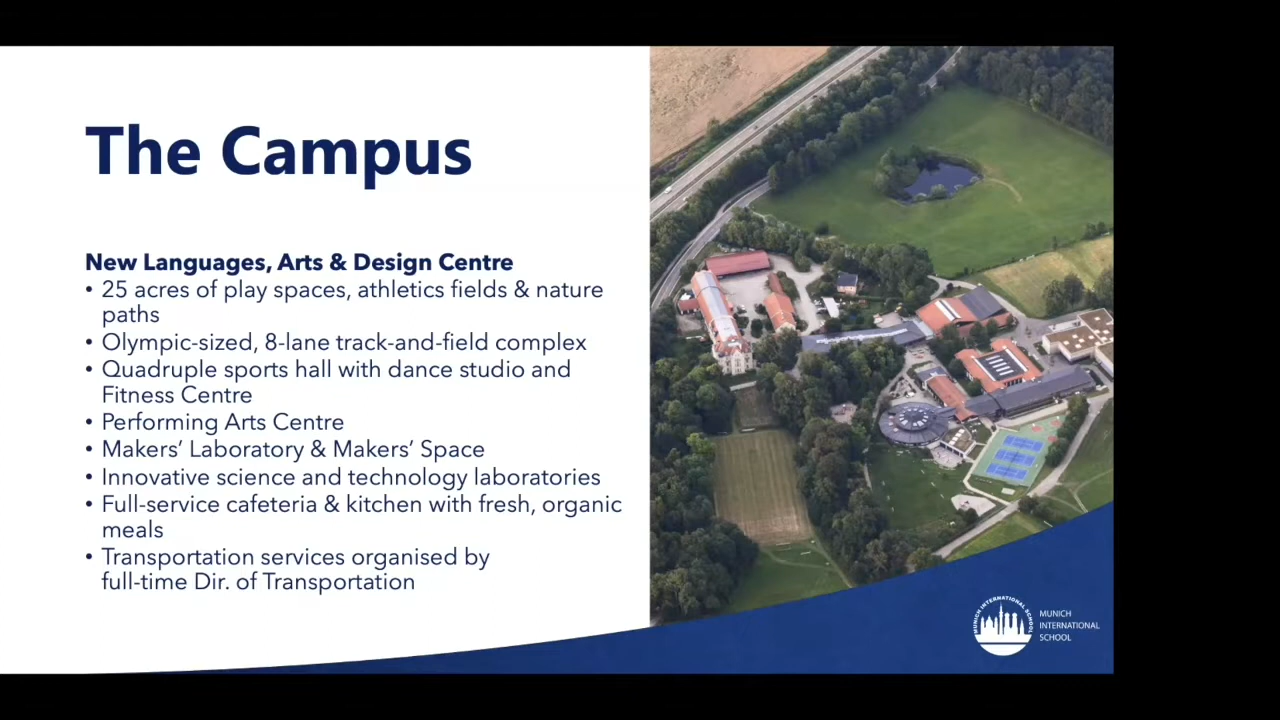 The Campus
New Languages, Arts & Design Centre
• 25 acres of play spaces, athletics fields & nature
paths
• Olympic-sized, 8-lane track-and-field complex
• Quadruple sports hall with dance studio and
Fitness Centre
• Performing Arts Centre
• Makers’ Laboratory & Makers’ Space
• Innovative science and technology laboratories
• Full-service cafeteria & kitchen with fresh, organic
meals
• Transportation services organised by
full-time Dir. of Transportation
MUNICH INTERNATIONAL SCHOOL
MUNICH
INTERNATIONAL
SCHOOL